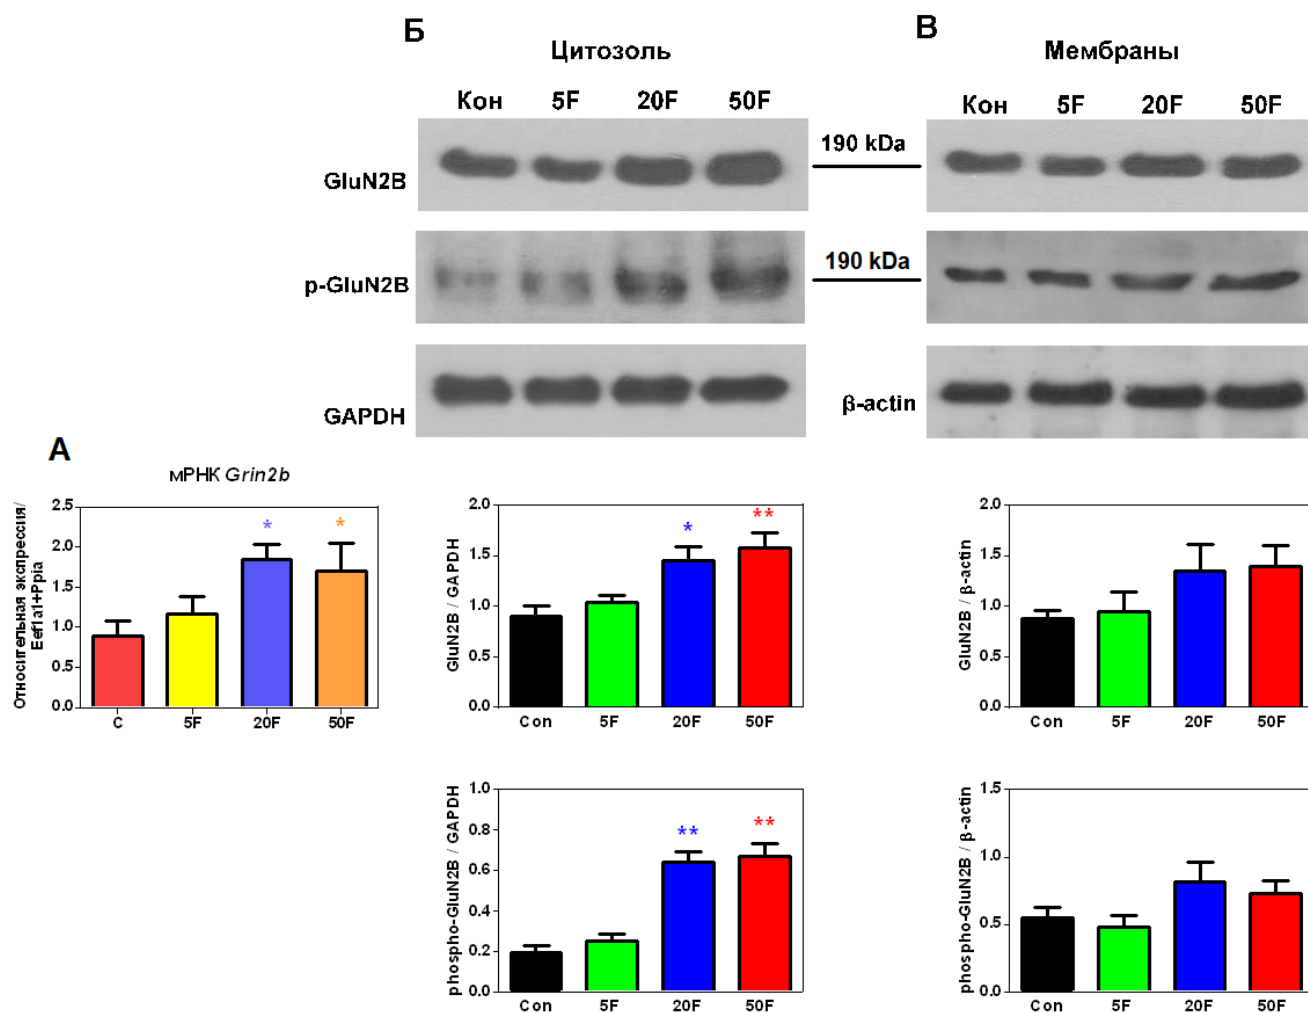 Б
Цитозоль
Кон 5F 20F 50F
GluN2B
p-GluN2B
GAPDH
190 kDa
190 kDa
В
Мембраны
Кон 5F 20F 50F
β-actin
А
мРНК Grin2b
Относительная экспрессия/
Eef1a1+Ppia
2.5
2.0
1.5
1.0
0.5
0.0
* *
C 5F 20F 50F
GluN2B / GAPDH
2.0
1.5
1.0
0.5
0.0
* **
Con 5F 20F 50F
GluN2B / β-actin
2.0
1.5
1.0
0.5
0.0
Con 5F 20F 50F
phospho-GluN2B / GAPDH
1.0
0.8
0.6
0.4
0.2
0.0
** **
Con 5F 20F 50F
phospho-GluN2B / β-actin
1.5
1.0
0.5
0.0
Con 5F 20F 50F